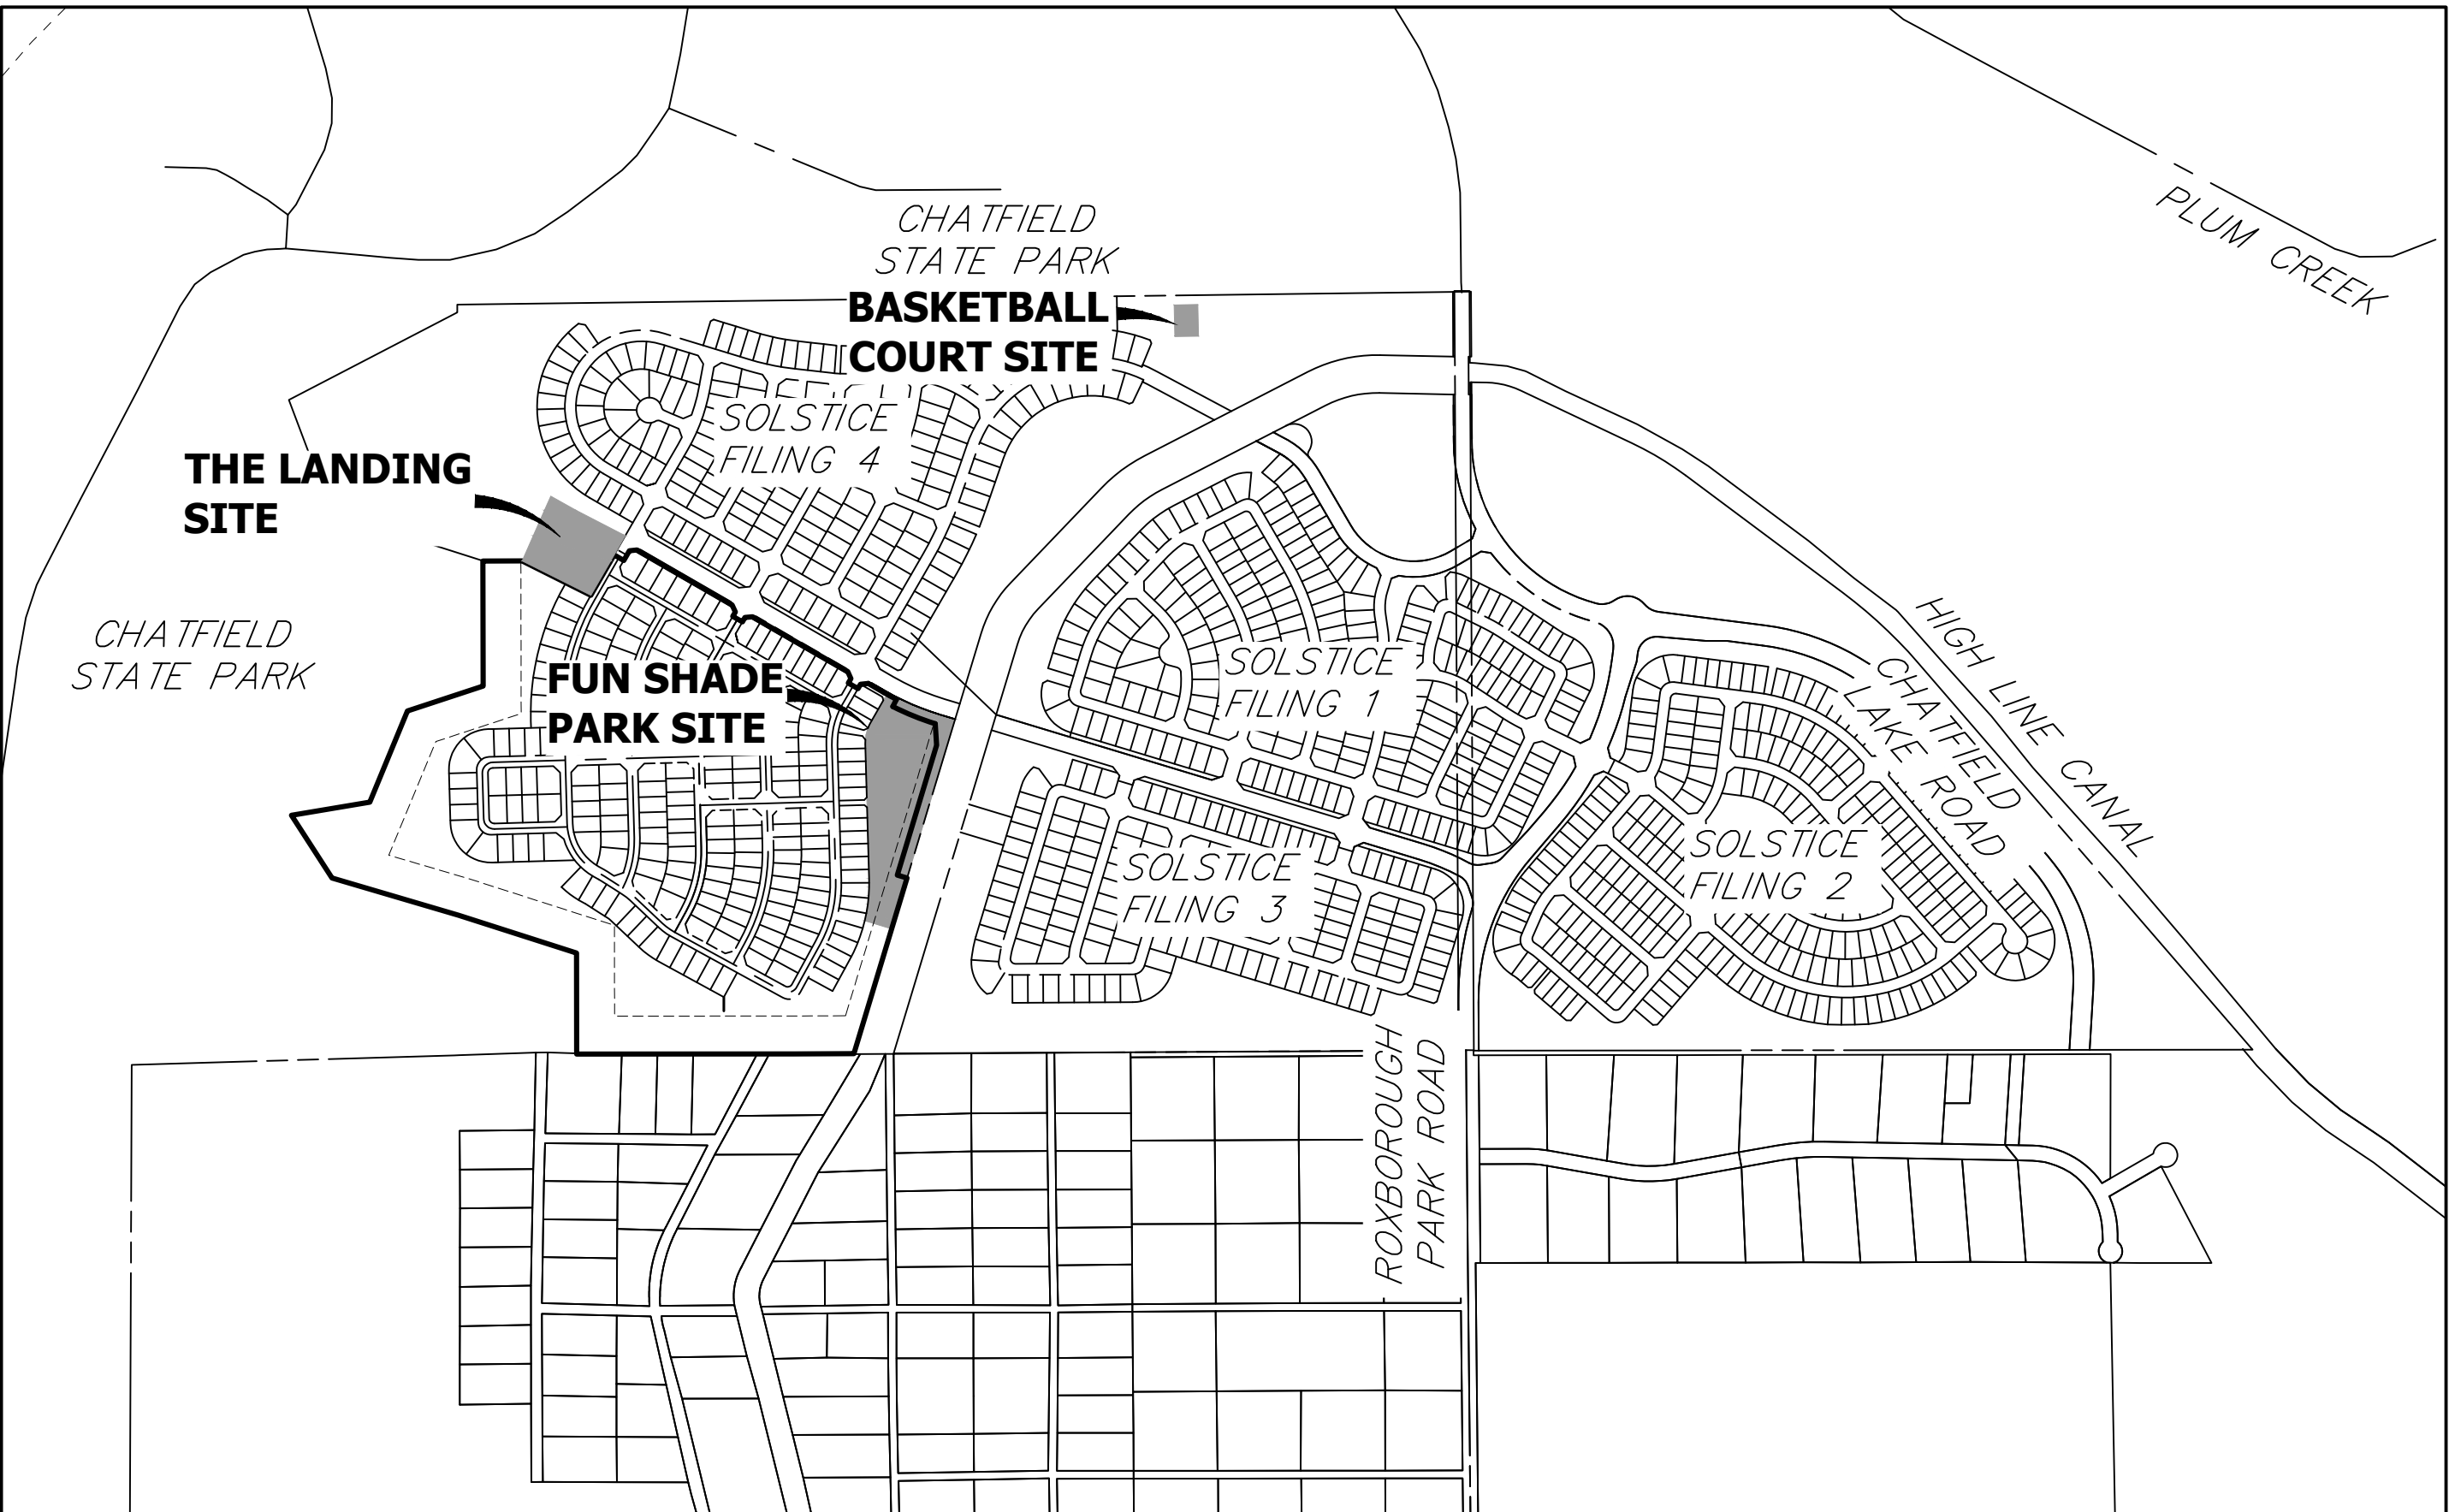 CHATFIELD
STATE PARK
PLUM CREEK
BASKETBALL
COURT SITE
SOLSTICE
FILING 4
THE LANDING
SITE
CHATFIELD
STATE PARK
HIGH LINE CANAL
CHATFIELD
LAKE ROAD
FUN SHADE
PARK SITE
SOLSTICE
FILING 1
SOLSTICE
FILING 3
SOLSTICE
FILING 2
ROXBOROUGH
PARK ROAD